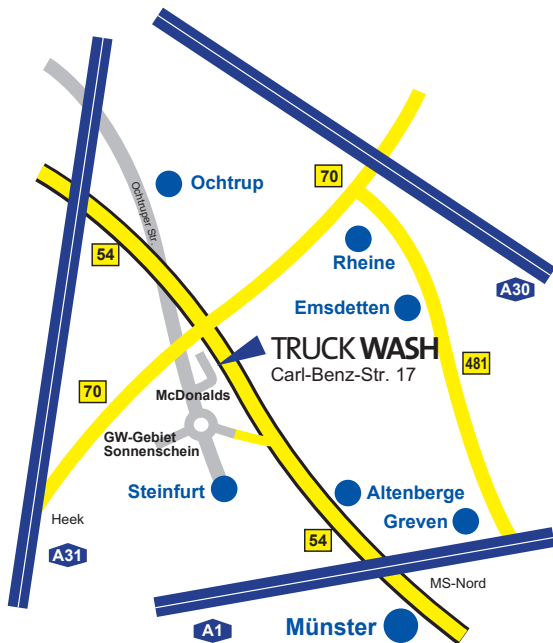 Ochtrup
Ochtruper Str
70
54
Rheine
A30
Emsdetten
TRUCK WASH
Carl-Benz-Str. 17
481
70
McDonalds
GW-Gebiet
Sonnenschein
Steinfurt
Altenberge
Greven
Heek
54
A31
MS-Nord
A1
Münster